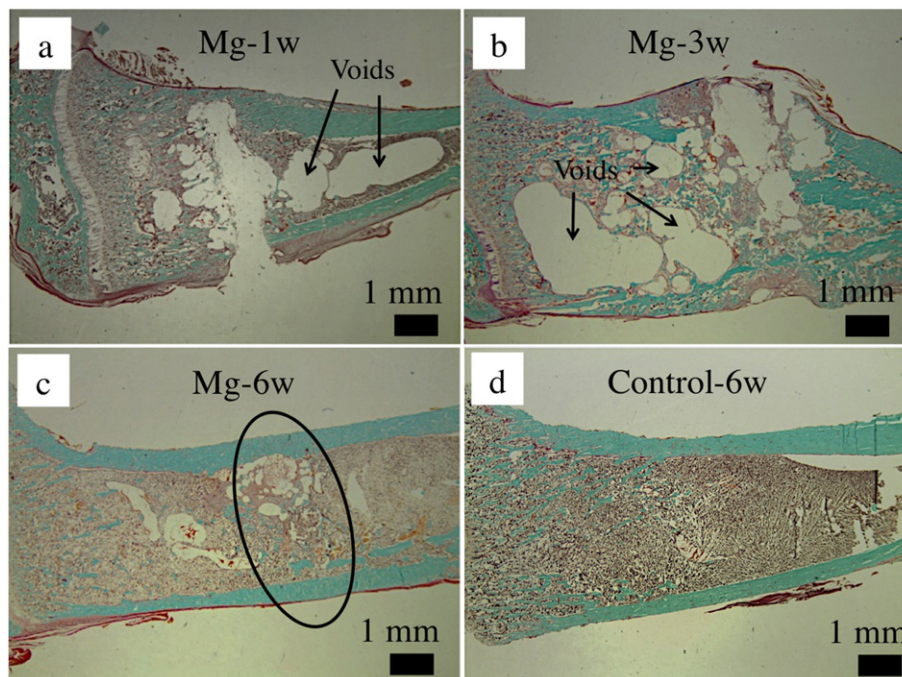 a
Mg-1w
Voids
1 mm
b
Mg-3w
Voids
1 mm
c
Mg-6w
1 mm
d
Control-6w
1 mm